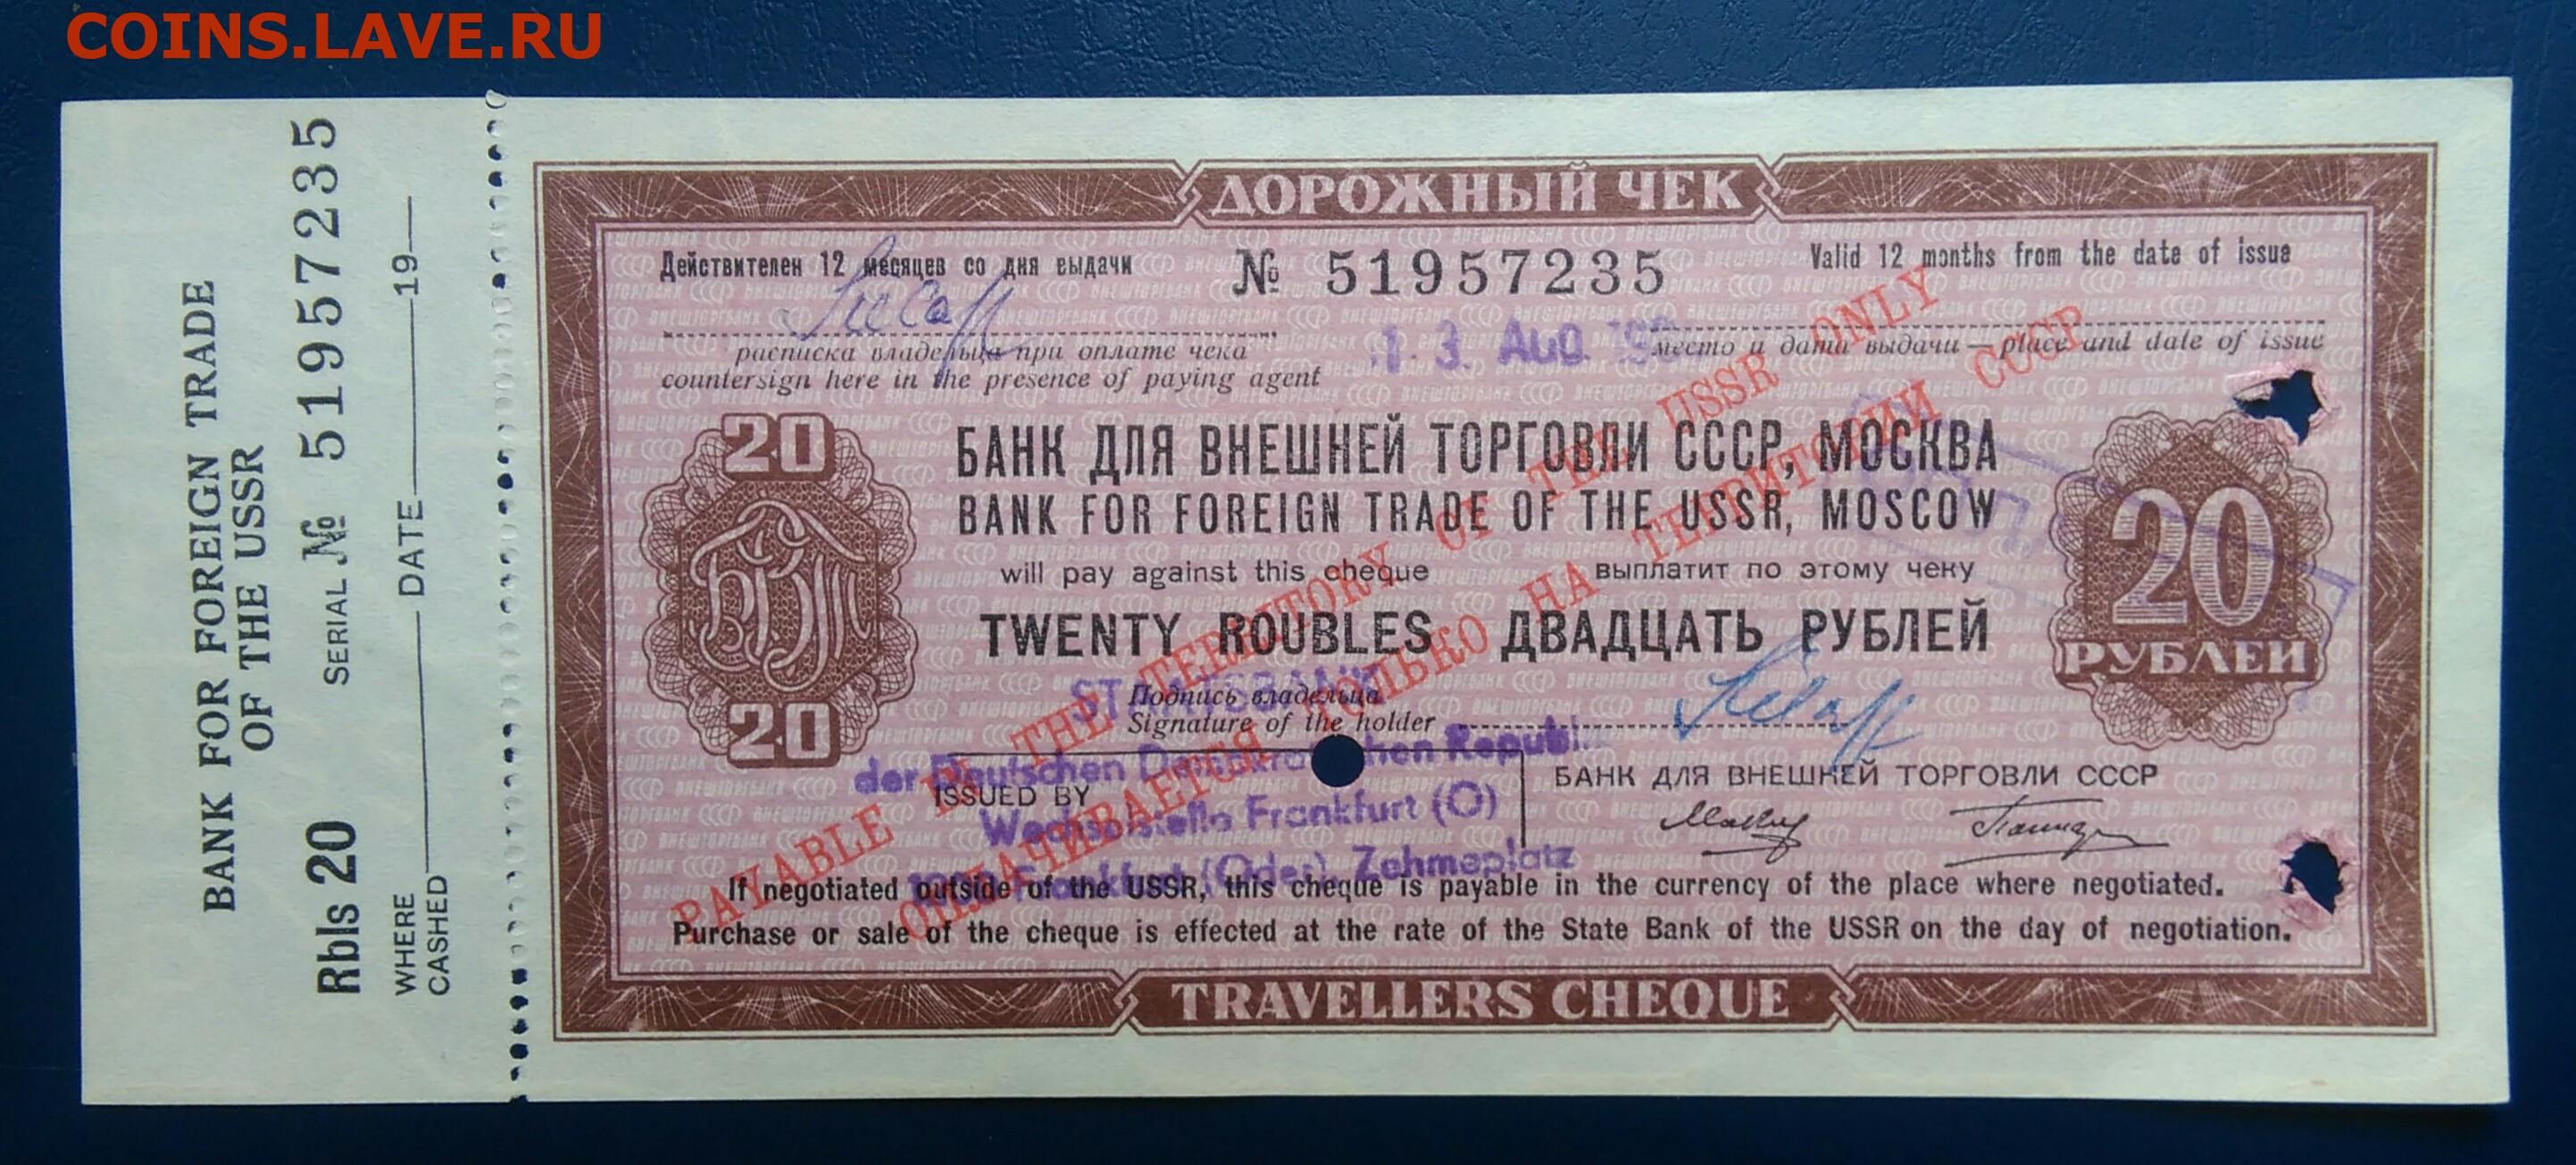 COINS.LAVE.RU
BANK FOR FOREIGN TRADE
OF THE USSR
SERIAL № 51957235
Rbls 20
WHERE CASHED DATE 19
ДОРОЖНЫЙ ЧЕК
Действителен 12 месяцев со дня выдачи
№ 51957235
Valid 12 months from the date of issue
13. AUG.
расписка владельца при оплате чека
countersign here in the presence of paying agent
место и дата выдачи — place and date of issue
20
20
БАНК ДЛЯ ВНЕШНЕЙ ТОРГОВЛИ СССР, МОСКВА
BANK FOR FOREIGN TRADE OF THE USSR, MOSCOW
will pay against this cheque
выплатит по этому чеку
TWENTY ROUBLES ДВАДЦАТЬ РУБЛЕЙ
20
РУБЛЕЙ
PAYABLE IN THE TERRITORY OF THE USSR ONLY
ОПЛАЧИВАЕТСЯ ТОЛЬКО НА ТЕРРИТОРИИ СССР
Подпись владельца
Signature of the holder
STAATSBANK
der Deutschen Republik
ISSUED BY
Wechselstelle Frankfurt (O)
Frankfurt (Oder), Zehmeplatz
БАНК ДЛЯ ВНЕШНЕЙ ТОРГОВЛИ СССР
If negotiated outside of the USSR, this cheque is payable in the currency of the place where negotiated.
Purchase or sale of the cheque is effected at the rate of the State Bank of the USSR on the day of negotiation.
TRAVELLERS CHEQUE